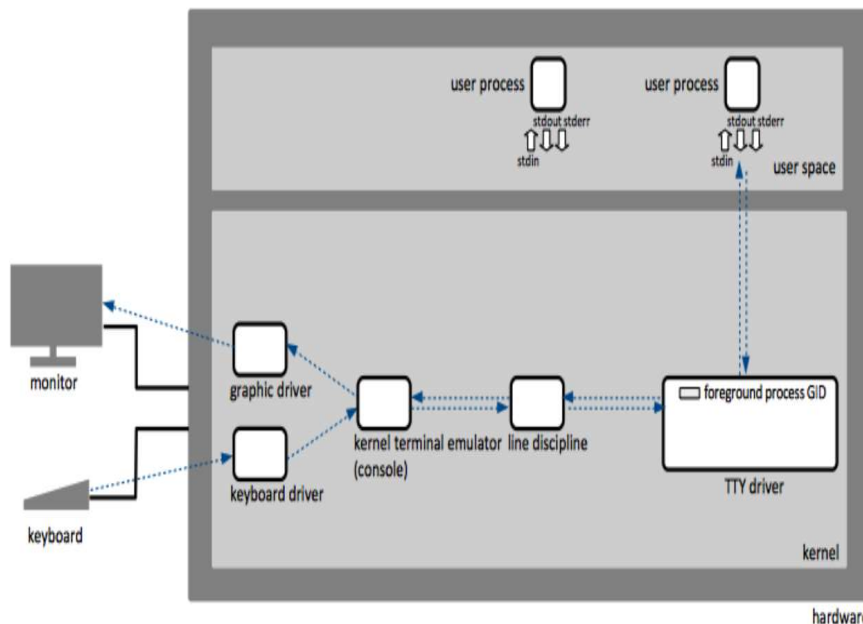 user process
stdout stderr
stdin
user process
stdout stderr
stdin
user space
monitor
graphic driver
foreground process GID
kernel terminal emulator
(console)
line discipline
keyboard driver
TTY driver
keyboard
kernel
hardware